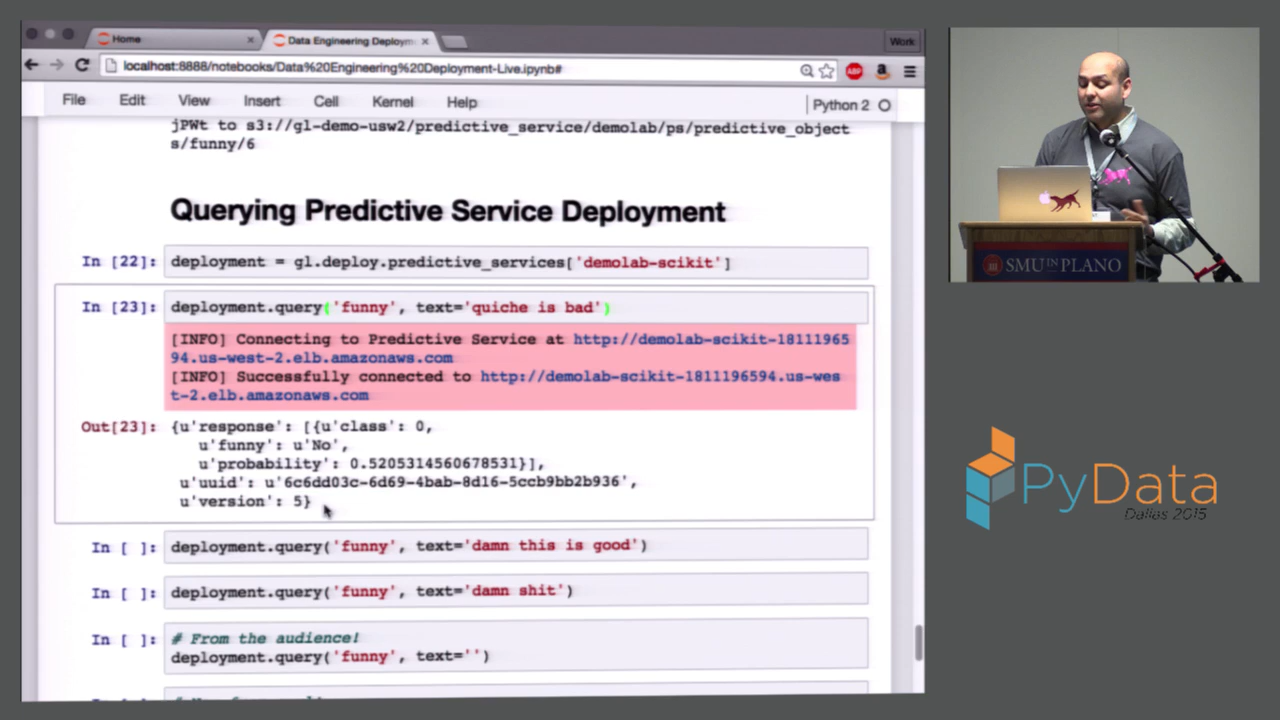 Home
Data Engineering Deploym
Work
localhost:8888/notebooks/Data%20Engineering%20Deployment-Live.ipynb#
ABP
a
File Edit View Insert Cell Kernel Help
Python 2
jPWt to s3://gl-demo-usw2/predictive_service/demolab/ps/predictive_object
s/funny/6
Querying Predictive Service Deployment
In [22]: deployment = gl.deploy.predictive_services['demolab-scikit']
In [23]: deployment.query('funny', text='quiche is bad')
[INFO] Connecting to Predictive Service at http://demolab-scikit-18111965
94.us-west-2.elb.amazonaws.com
[INFO] Successfully connected to http://demolab-scikit-1811196594.us-wes
t-2.elb.amazonaws.com
Out[23]: {u'response': [{u'class': 0,
u'funny': u'No',
u'probability': 0.5205314560678531}],
u'uuid': u'6c6dd03c-6d69-4bab-8d16-5ccb9bb2b936',
u'version': 5}
In [ ]: deployment.query('funny', text='damn this is good')
In [ ]: deployment.query('funny', text='damn shit')
In [ ]: # From the audience!
deployment.query('funny', text='')
SMU IN PLANO
PyData
Dallas 2015